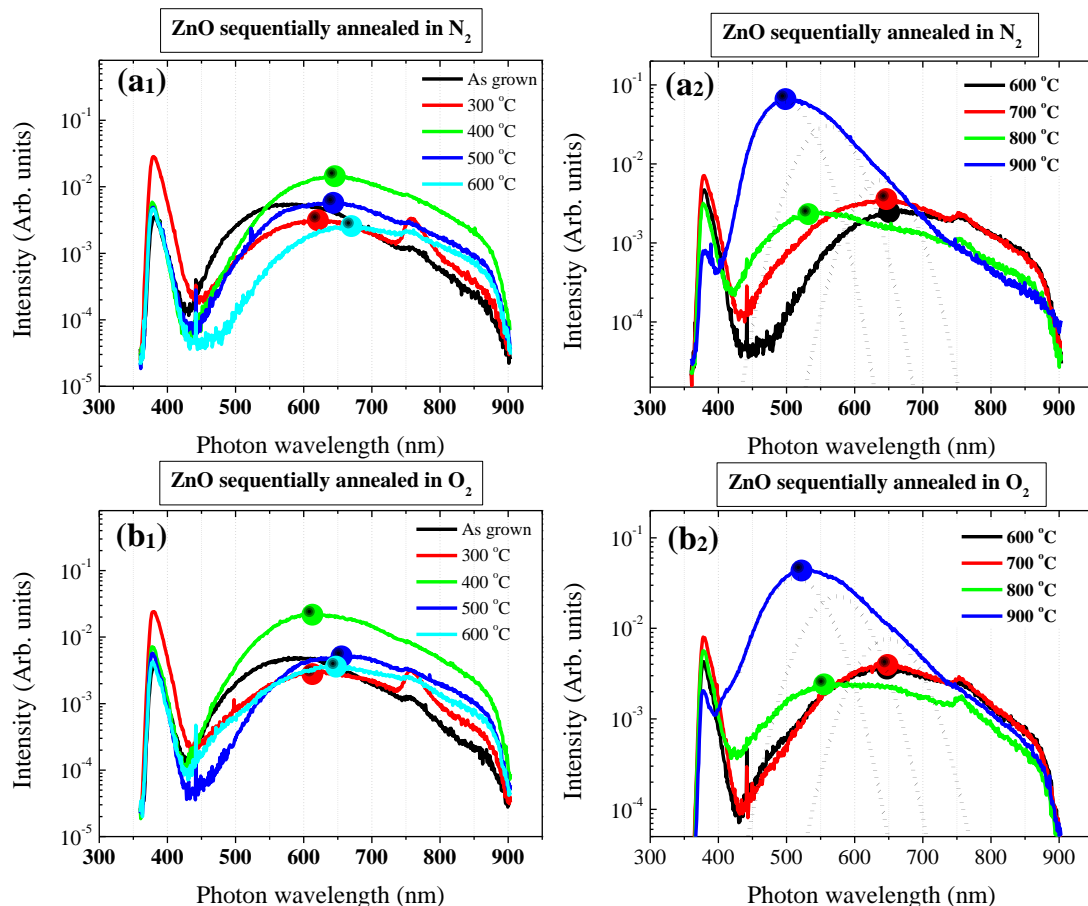 ZnO sequentially annealed in N₂
(a1)
As grown
300 °C
400 °C
500 °C
600 °C
10⁻¹
10⁻²
10⁻³
10⁻⁴
10⁻⁵
Intensity (Arb. units)
300 400 500 600 700 800 900
Photon wavelength (nm)
ZnO sequentially annealed in N₂
(a2)
600 °C
700 °C
800 °C
900 °C
10⁻¹
10⁻²
10⁻³
10⁻⁴
Intensity (Arb. units)
300 400 500 600 700 800 900
Photon wavelength (nm)
ZnO sequentially annealed in O₂
(b1)
As grown
300 °C
400 °C
500 °C
600 °C
10⁻¹
10⁻²
10⁻³
10⁻⁴
10⁻⁵
Intensity (Arb. units)
300 400 500 600 700 800 900
Photon wavelength (nm)
ZnO sequentially annealed in O₂
(b2)
600 °C
700 °C
800 °C
900 °C
10⁻¹
10⁻²
10⁻³
10⁻⁴
Intensity (Arb. units)
300 400 500 600 700 800 900
Photon wavelength (nm)